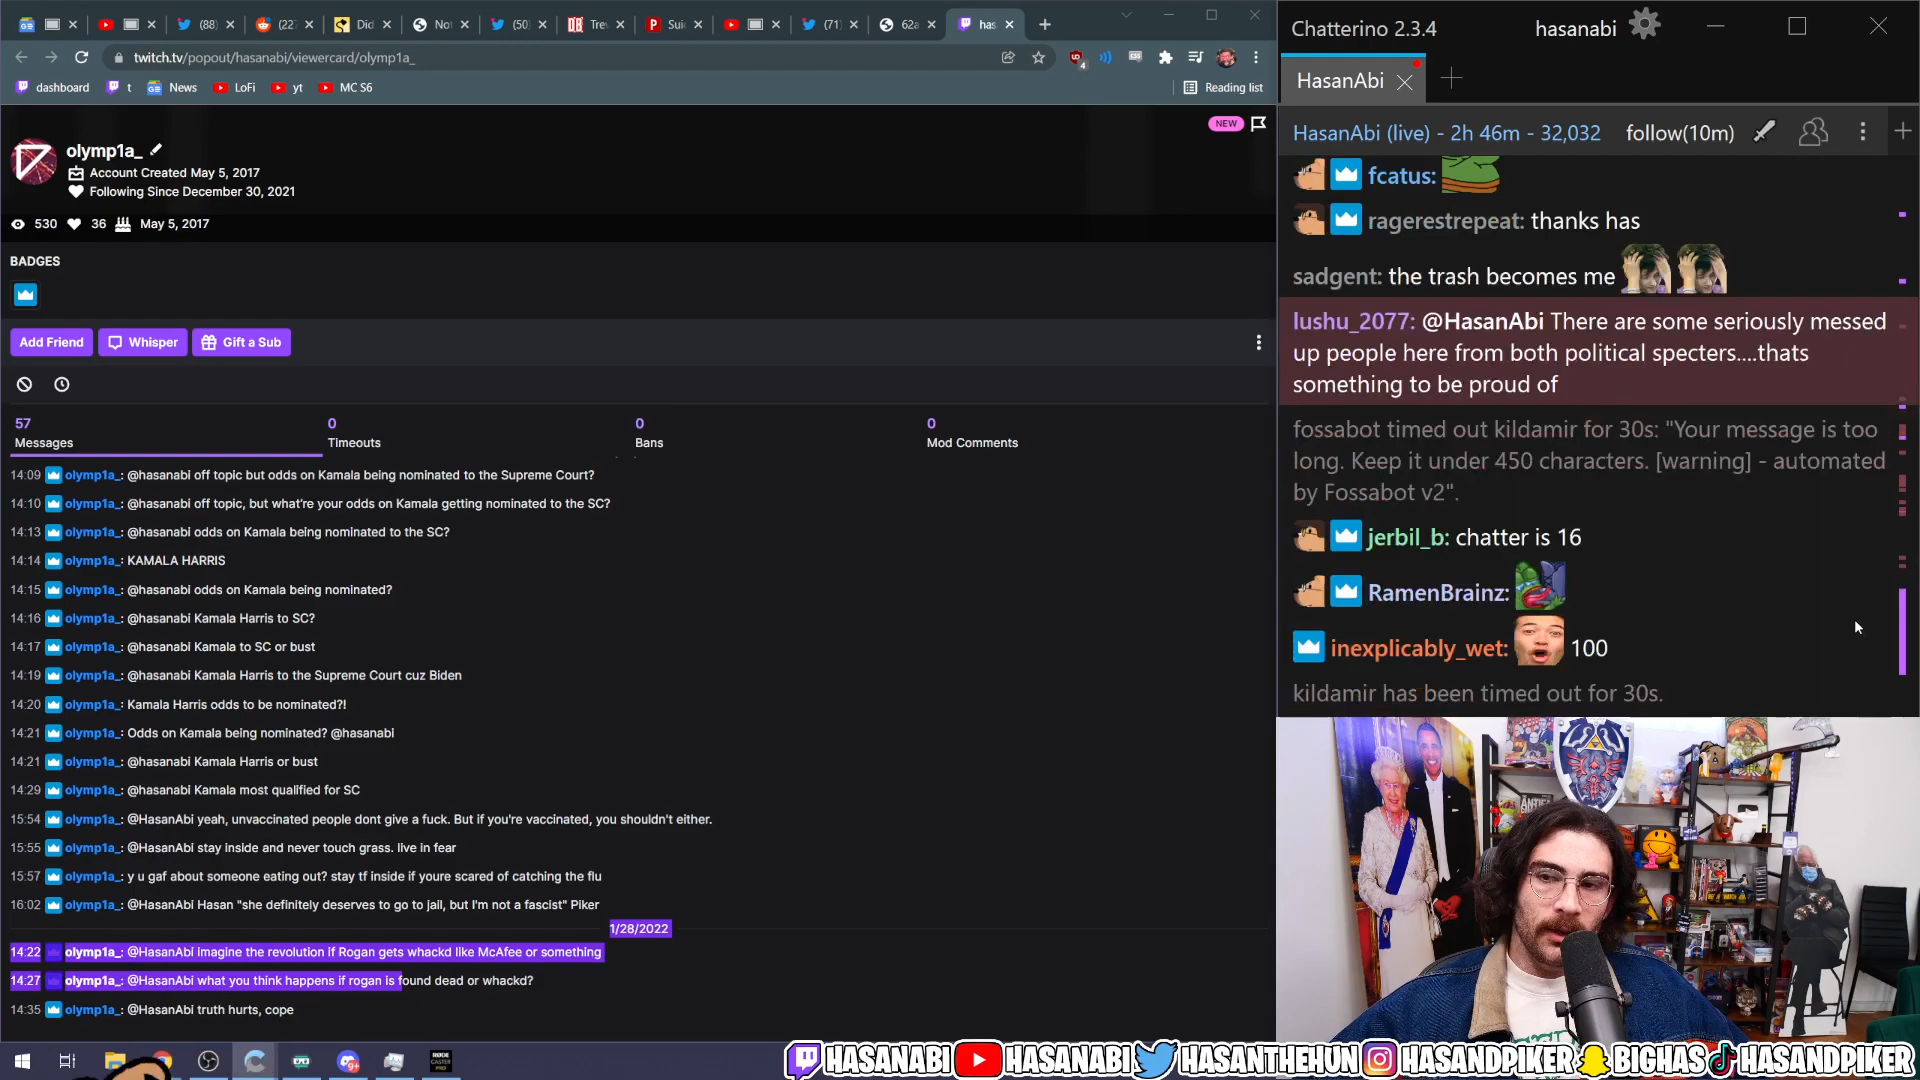 (88)
(227
Did
Not
(50)
Trev
Suic
(71)
62a
has
twitch.tv/popout/hasanabi/viewercard/olymp1a_
4
dashboard
t
News
LoFi
yt
MC S6
Reading list
NEW
olymp1a_
Account Created May 5, 2017
Following Since December 30, 2021
530 36 May 5, 2017
BADGES
Add Friend
Whisper
Gift a Sub
57
Messages
0
Timeouts
0
Bans
0
Mod Comments
14:09 olymp1a_: @hasanabi off topic but odds on Kamala being nominated to the Supreme Court?
14:10 olymp1a_: @hasanabi off topic, but what're your odds on Kamala getting nominated to the SC?
14:13 olymp1a_: @hasanabi odds on Kamala being nominated to the SC?
14:14 olymp1a_: KAMALA HARRIS
14:15 olymp1a_: @hasanabi odds on Kamala being nominated?
14:16 olymp1a_: @hasanabi Kamala Harris to SC?
14:17 olymp1a_: @hasanabi Kamala to SC or bust
14:19 olymp1a_: @hasanabi Kamala Harris to the Supreme Court cuz Biden
14:20 olymp1a_: Kamala Harris odds to be nominated?!
14:21 olymp1a_: Odds on Kamala being nominated? @hasanabi
14:21 olymp1a_: @hasanabi Kamala Harris or bust
14:29 olymp1a_: @hasanabi Kamala most qualified for SC
15:54 olymp1a_: @HasanAbi yeah, unvaccinated people dont give a fuck. But if you're vaccinated, you shouldn't either.
15:55 olymp1a_: @HasanAbi stay inside and never touch grass. live in fear
15:57 olymp1a_: y u gaf about someone eating out? stay tf inside if youre scared of catching the flu
16:02 olymp1a_: @HasanAbi Hasan "she definitely deserves to go to jail, but I'm not a fascist" Piker
1/28/2022
14:22 olymp1a_: @HasanAbi imagine the revolution if Rogan gets whackd like McAfee or something
14:27 olymp1a_: @HasanAbi what you think happens if rogan is found dead or whackd?
14:35 olymp1a_: @HasanAbi truth hurts, cope
Chatterino 2.3.4
hasanabi
HasanAbi
HasanAbi (live) - 2h 46m - 32,032
follow(10m)
fcatus:
ragerestrepeat: thanks has
sadgent: the trash becomes me
lushu_2077: @HasanAbi There are some seriously messed
up people here from both political specters....thats
something to be proud of
fossabot timed out kildamir for 30s: "Your message is too
long. Keep it under 450 characters. [warning] - automated
by Fossabot v2".
jerbil_b: chatter is 16
RamenBrainz:
inexplicably_wet: 100
kildamir has been timed out for 30s.
HASANABI HASANABI HASANTHEHUN HASANDPIKER BIGHAS HASANDPIKER